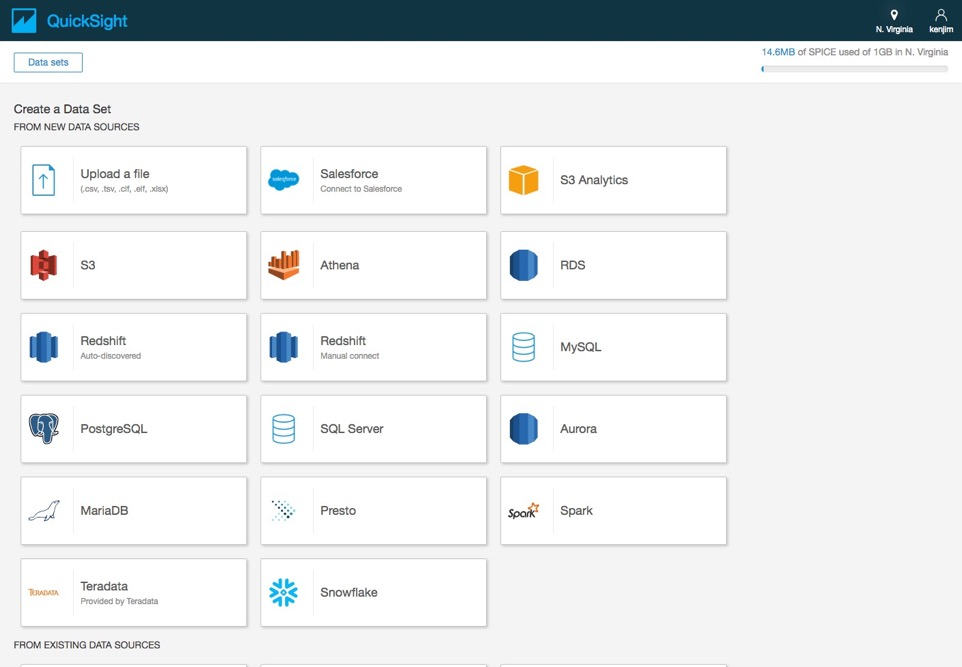 QuickSight
N. Virginia
kenjim
Data sets
14.6MB of SPICE used of 1GB in N. Virginia
Create a Data Set
FROM NEW DATA SOURCES
Upload a file
(.csv, .tsv, .clf, .elf, .xlsx)
salesforce
Salesforce
Connect to Salesforce
S3 Analytics
S3
Athena
RDS
Redshift
Auto-discovered
Redshift
Manual connect
MySQL
PostgreSQL
SQL Server
Aurora
MariaDB
Presto
Spark
Spark
TERADATA
Teradata
Provided by Teradata
Snowflake
FROM EXISTING DATA SOURCES